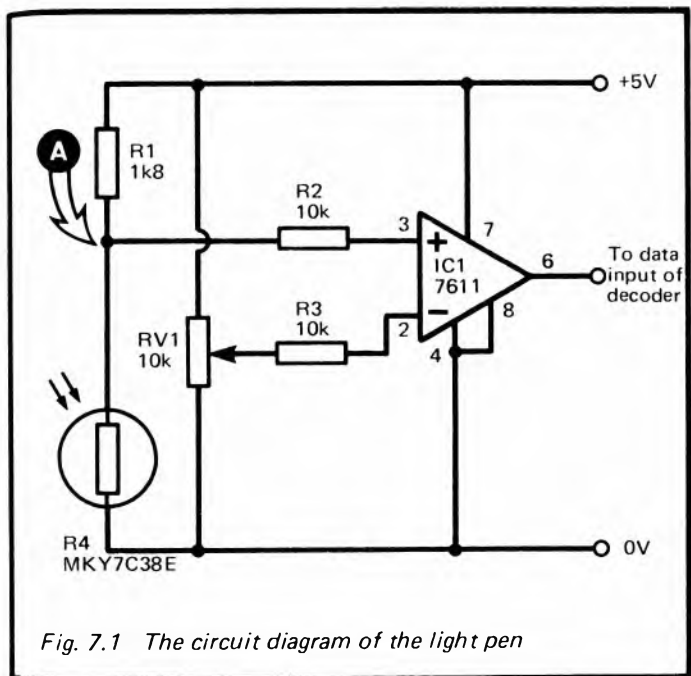 +5V
A
R1
1k8
R2
10k
3
7
+
IC1
7611
6
To data
input of
decoder
R3
10k
8
RV1
10k
2
−
4
R4
MKY7C38E
0V
Fig. 7.1 The circuit diagram of the light pen